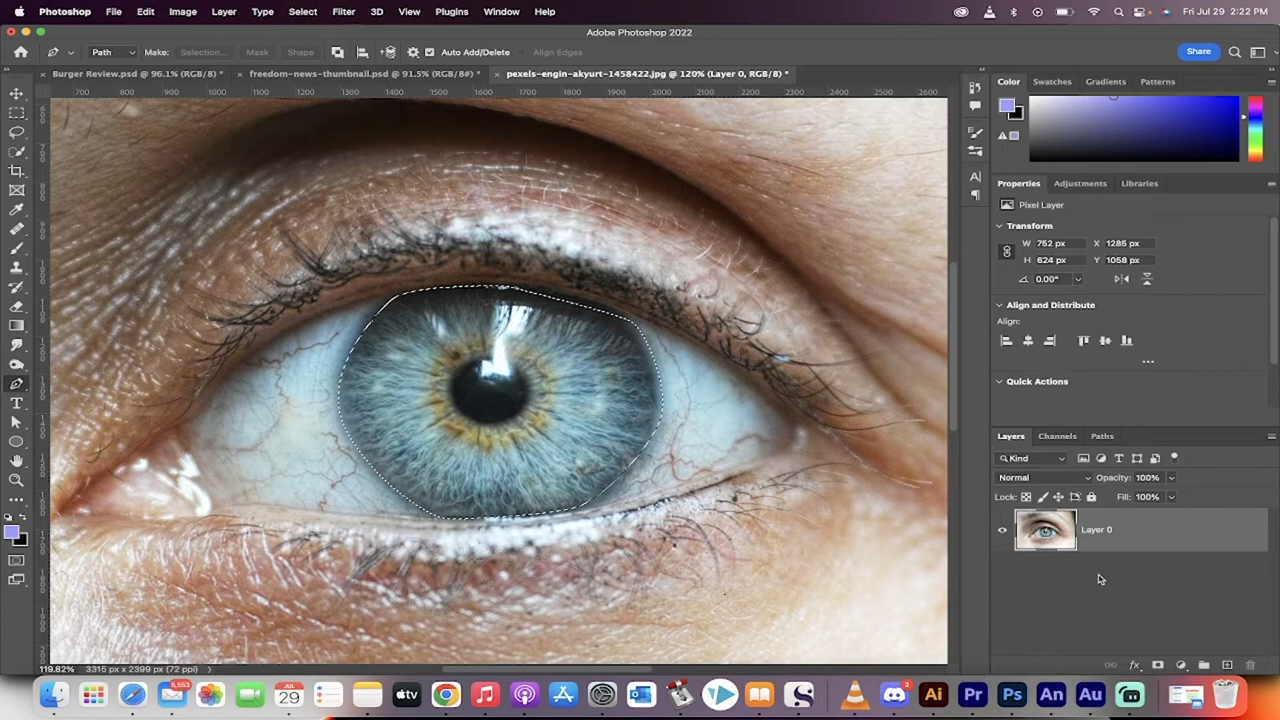 Photoshop File Edit Image Layer Type Select Filter 3D View Plugins Window Help Fri Jul 29 2:22 PM
Adobe Photoshop 2022
Path Make: Selection... Mask Shape Auto Add/Delete Align Edges Share
Burger Review.psd @ 96.1% (RGB/8) * freedom-news-thumbnail.psd @ 91.5% (RGB/8#) * pexels-engin-akyurt-1458422.jpg @ 120% (Layer 0, RGB/8) *
700 800 900 1000 1100 1200 1300 1400 1500 1600 1700 1800 1900 2000 2100 2200 2300 2400 2500 2600
Color Swatches Gradients Patterns
Properties Adjustments Libraries
Pixel Layer
Transform
W 752 px X 1285 px
H 624 px Y 1058 px
0.00°
Align and Distribute
Align:
Quick Actions
Layers Channels Paths
Kind
Normal Opacity: 100%
Lock: Fill: 100%
Layer 0
119.82% 3315 px x 2399 px (72 ppi)
5,553
JUL
29
tv
2
Ai Pr Ps An Au